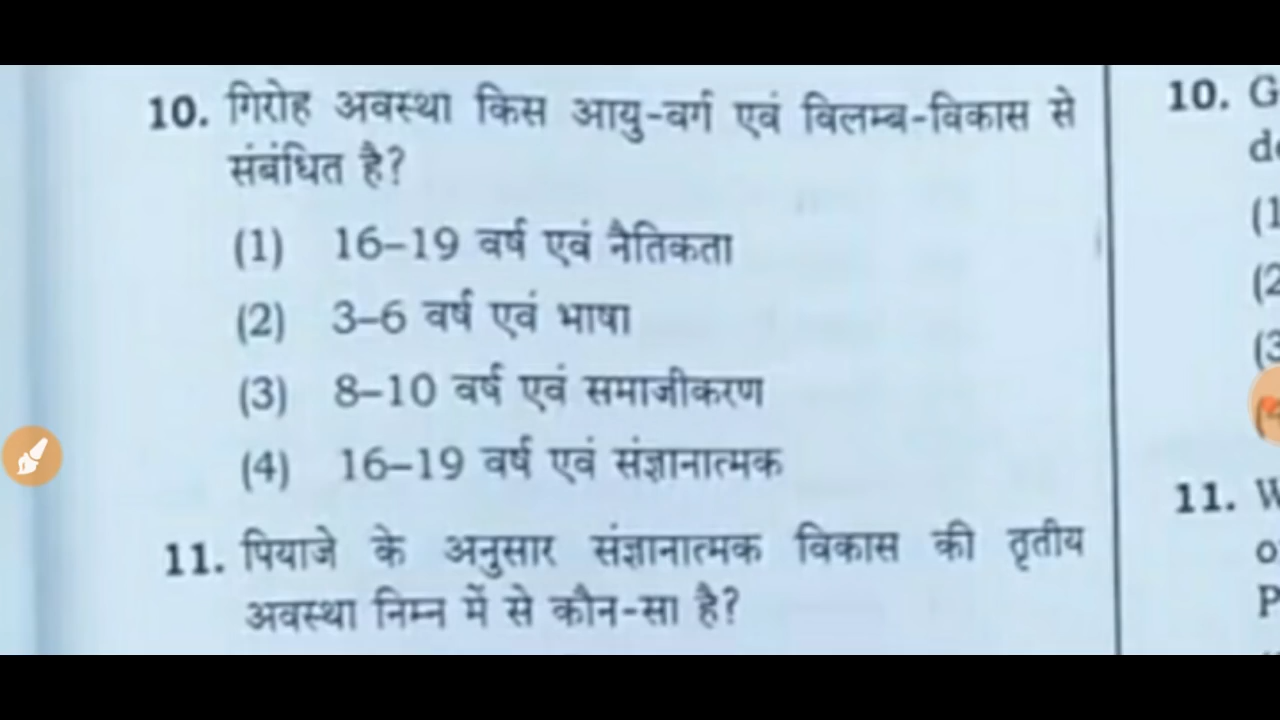 10. गिरोह अवस्था किस आयु-वर्ग एवं विलम्ब-विकास से
संबंधित है?
(1) 16–19 वर्ष एवं नैतिकता
(2) 3–6 वर्ष एवं भाषा
(3) 8–10 वर्ष एवं समाजीकरण
(4) 16–19 वर्ष एवं संज्ञानात्मक
11. पियाजे के अनुसार संज्ञानात्मक विकास की तृतीय
अवस्था निम्न में से कौन-सा है?
10.
11.